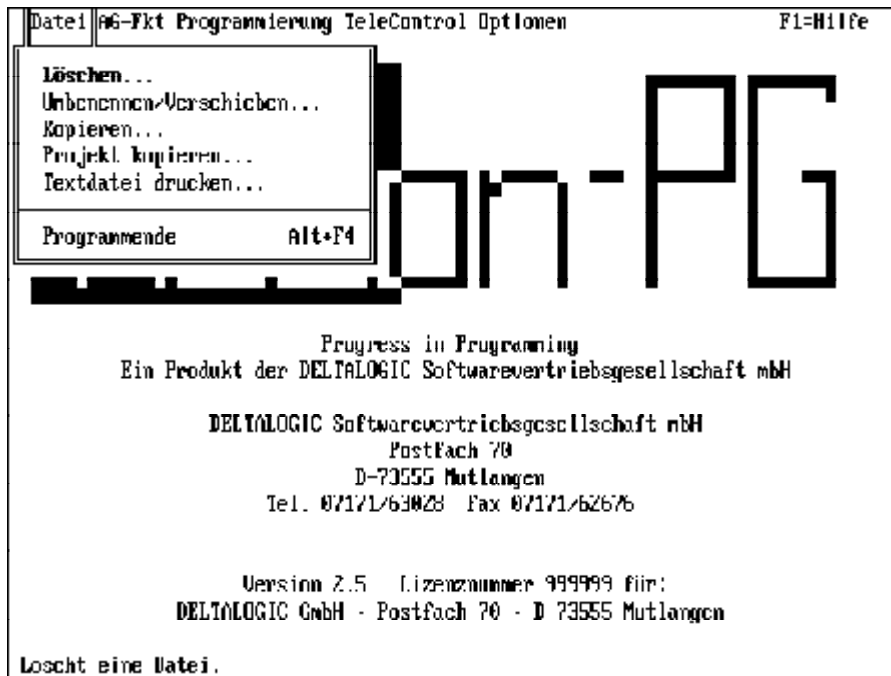 Datei AG-Fkt Programmierung TeleControl Optionen F1=Hilfe
Löschen...
Umbenennen/Verschieben...
Kopieren...
Projekt kopieren...
Textdatei drucken...
Programmende Alt+F4
on-PG
Progress in Programming
Ein Produkt der DELTALOGIC Softwarevertriebsgesellschaft mbH
DELTALOGIC Softwarevertriebsgesellschaft mbH
Postfach 70
D-73555 Mutlangen
Tel. 07171/63028 Fax 07171/62676
Version 2.5 Lizenznummer 999999 für:
DELTALOGIC GmbH - Postfach 70 - D 73555 Mutlangen
Löscht eine Datei.